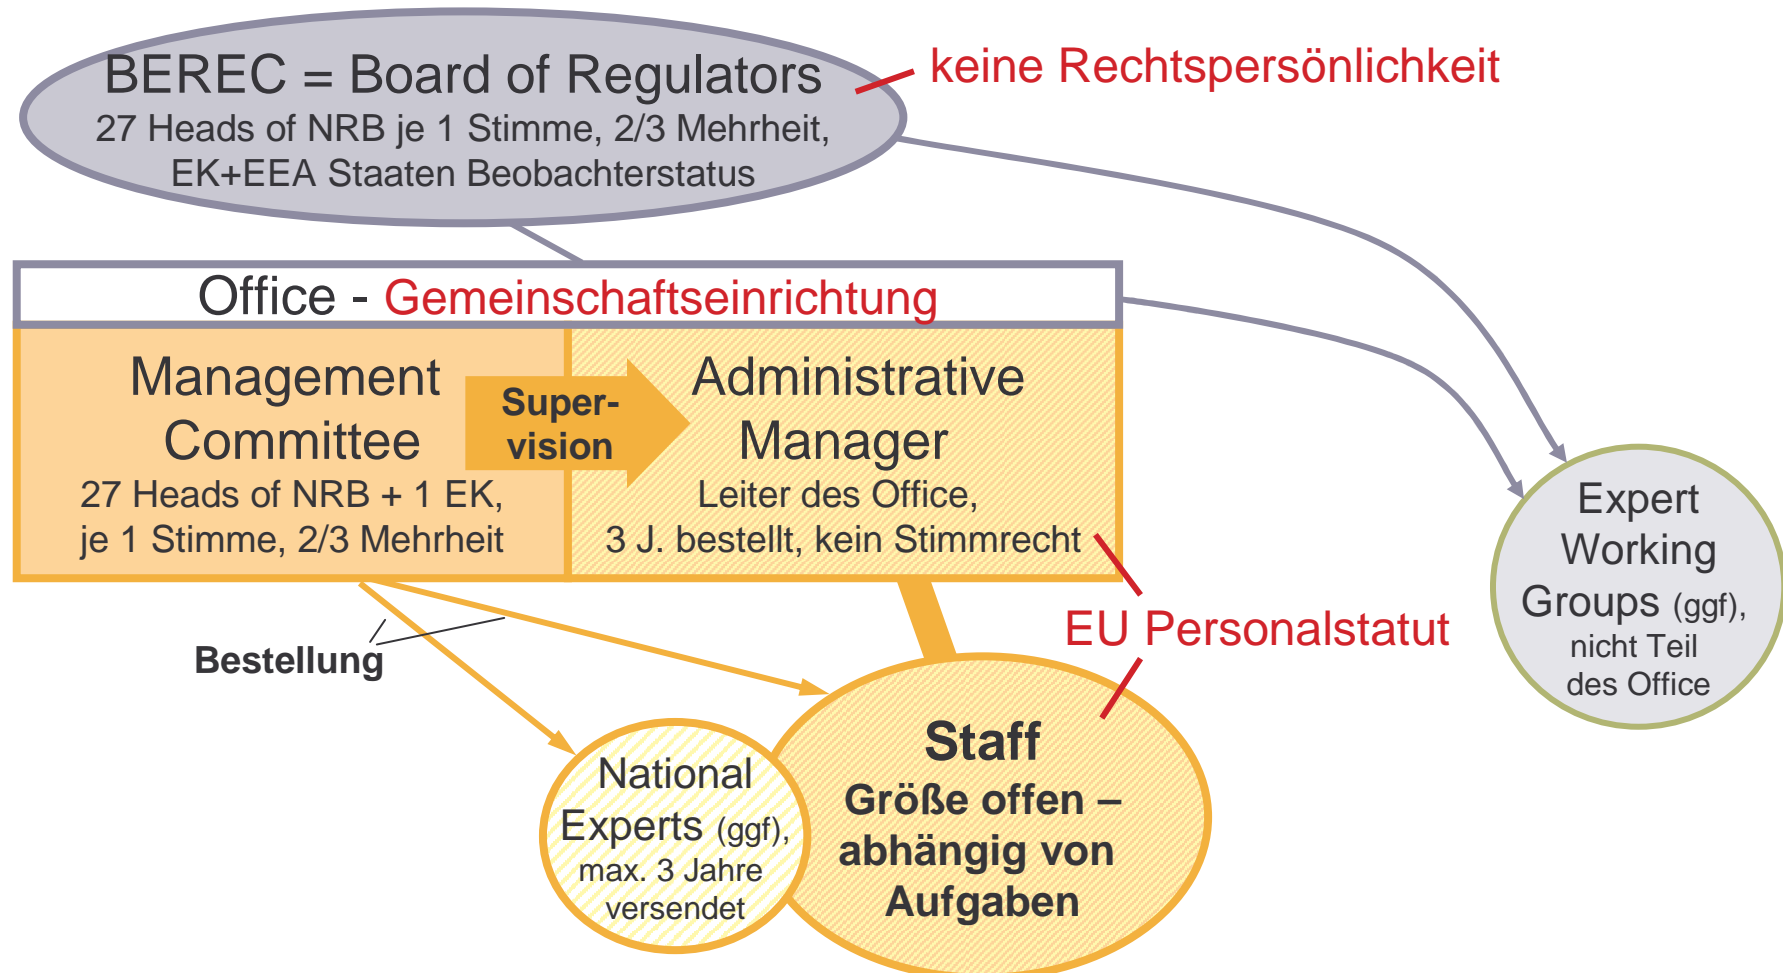 BEREC = Board of Regulators
27 Heads of NRB je 1 Stimme, 2/3 Mehrheit,
EK+EEA Staaten Beobachterstatus
keine Rechtspersönlichkeit
Office - Gemeinschaftseinrichtung
Management
Committee
27 Heads of NRB + 1 EK,
je 1 Stimme, 2/3 Mehrheit
Super-
vision
Administrative
Manager
Leiter des Office,
3 J. bestellt, kein Stimmrecht
Expert
Working
Groups (ggf),
nicht Teil
des Office
EU Personalstatut
Bestellung
National
Experts (ggf),
max. 3 Jahre
versendet
Staff
Größe offen –
abhängig von
Aufgaben